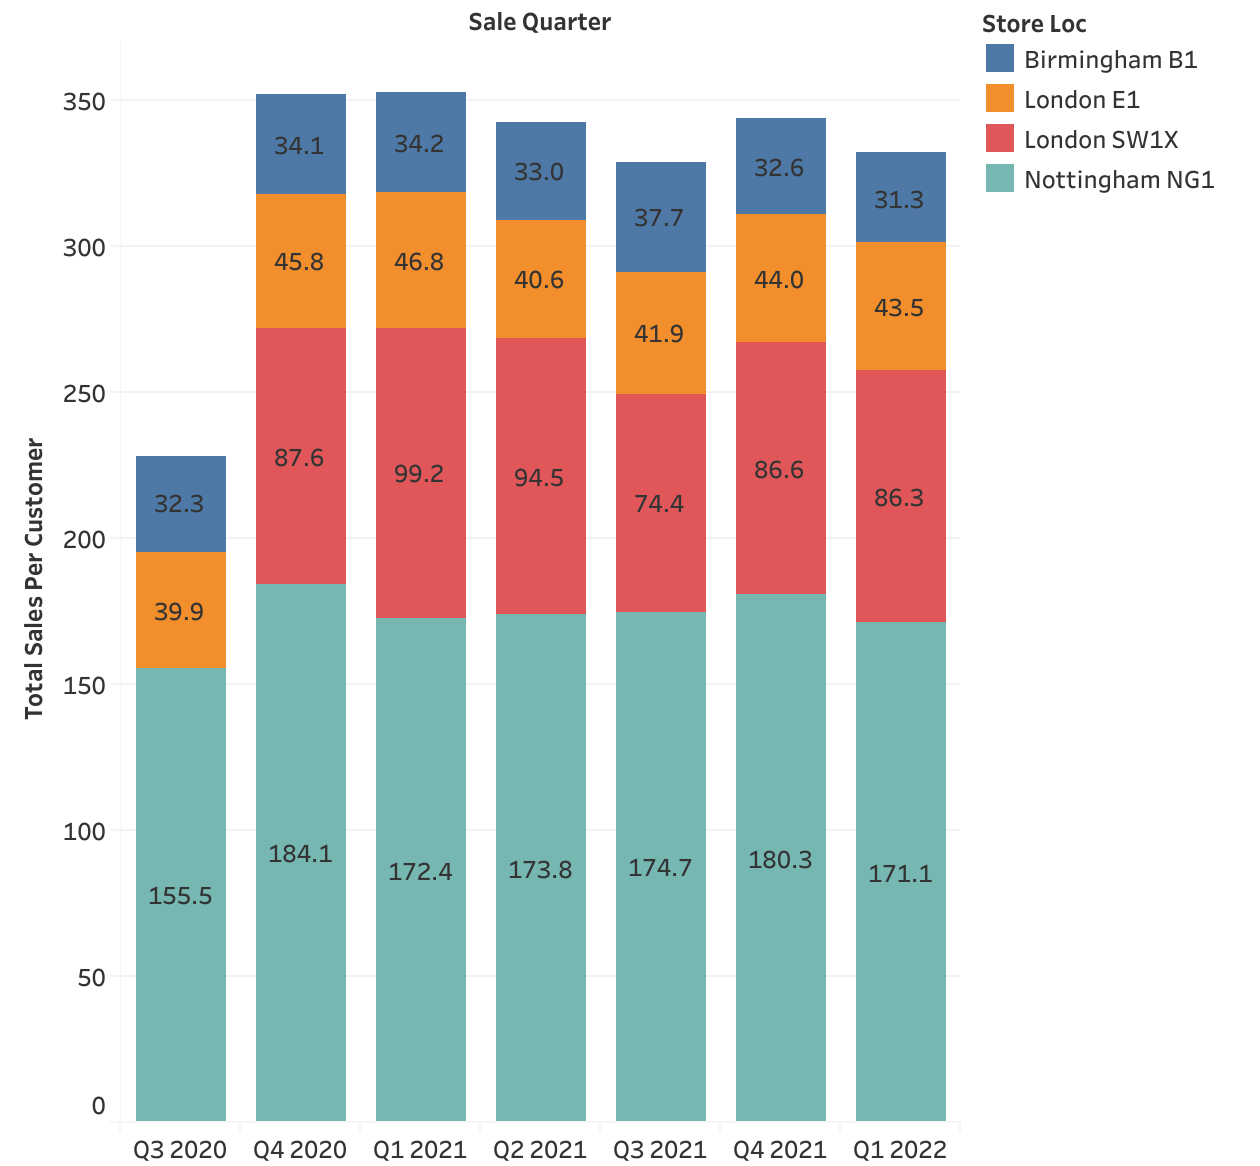 Sale Quarter
Store Loc
Birmingham B1
London E1
London SW1X
Nottingham NG1
Total Sales Per Customer
350
300
250
200
150
100
50
0
32.3
39.9
155.5
34.1
45.8
87.6
184.1
34.2
46.8
99.2
172.4
33.0
40.6
94.5
173.8
37.7
41.9
74.4
174.7
32.6
44.0
86.6
180.3
31.3
43.5
86.3
171.1
Q3 2020
Q4 2020
Q1 2021
Q2 2021
Q3 2021
Q4 2021
Q1 2022